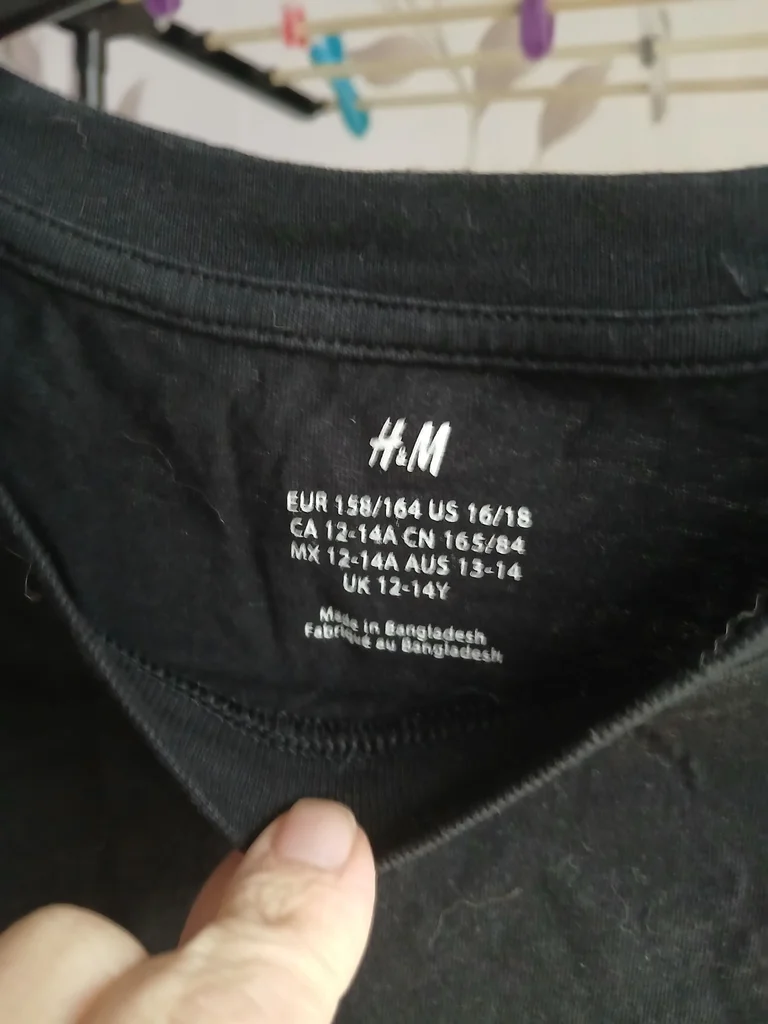 H&M
EUR 158/164 US 16/18
CA 12-14A CN 165/84
MX 12-14A AUS 13-14
UK 12-14Y
Made in Bangladesh
Fabriqué au Bangladesh